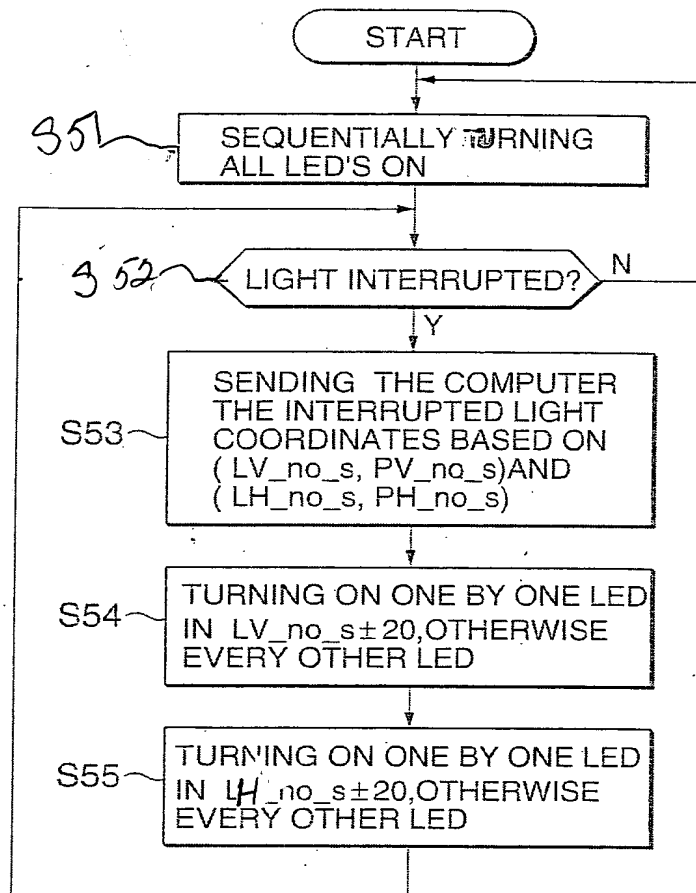 START
S51
SEQUENTIALLY TURNING
ALL LED'S ON
S52
LIGHT INTERRUPTED?
N
Y
S53
SENDING THE COMPUTER
THE INTERRUPTED LIGHT
COORDINATES BASED ON
( LV_no_s, PV_no_s)AND
( LH_no_s, PH_no_s)
S54
TURNING ON ONE BY ONE LED
IN LV_no_s±20,OTHERWISE
EVERY OTHER LED
S55
TURNING ON ONE BY ONE LED
IN LH_no_s±20,OTHERWISE
EVERY OTHER LED